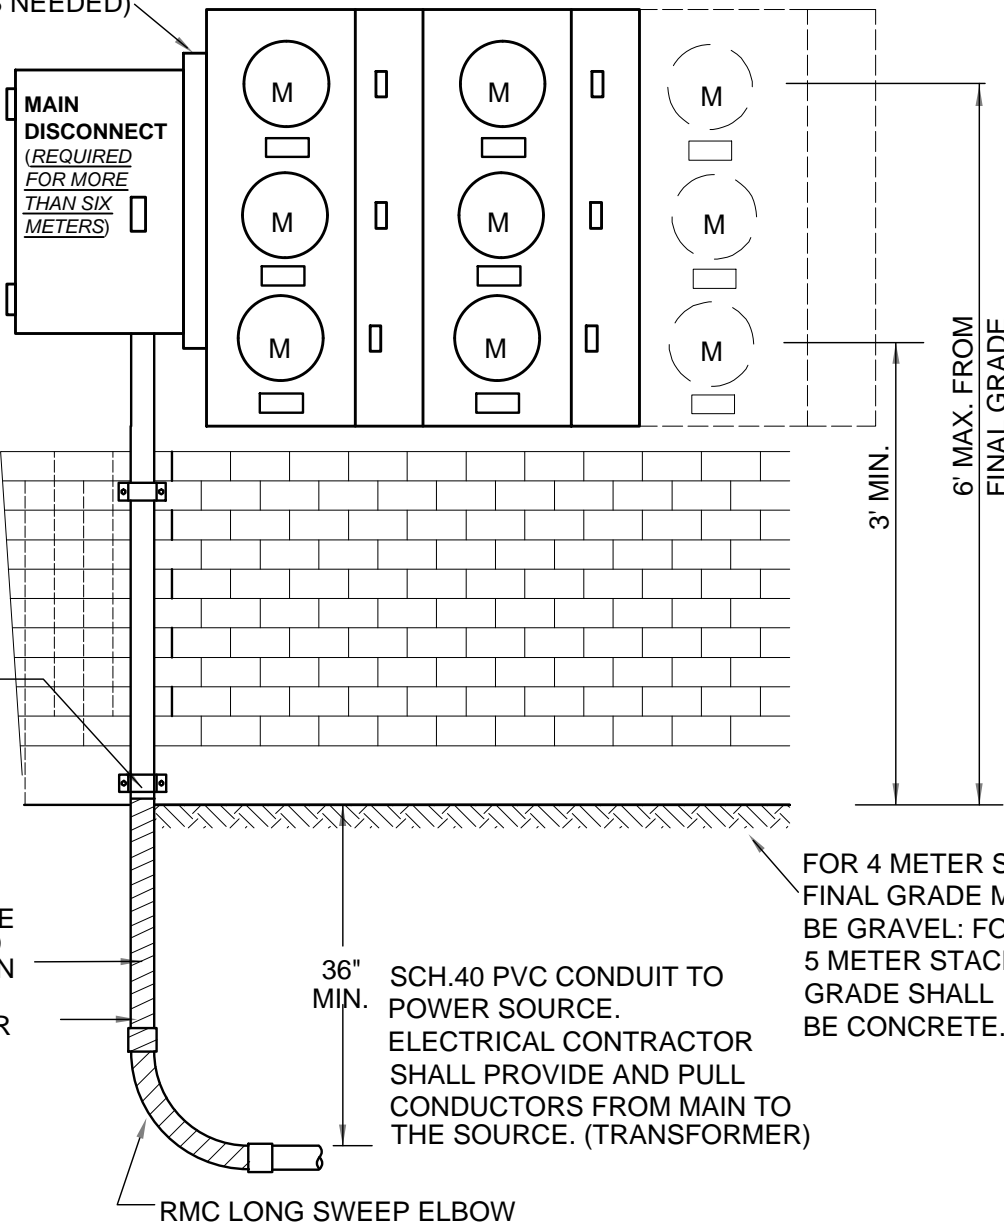 NEEDED)
MAIN
DISCONNECT
(REQUIRED
FOR MORE
THAN SIX
METERS)
M
M
M
M
M
M
M
M
M
3' MIN.
6' MAX. FROM
FINAL GRADE
36"
MIN.
SCH.40 PVC CONDUIT TO
POWER SOURCE.
ELECTRICAL CONTRACTOR
SHALL PROVIDE AND PULL
CONDUCTORS FROM MAIN TO
THE SOURCE. (TRANSFORMER)
FOR 4 METER
FINAL GRADE
BE GRAVEL:
5 METER
GRADE SHALL
BE CONCRETE.
RMC LONG SWEEP ELBOW